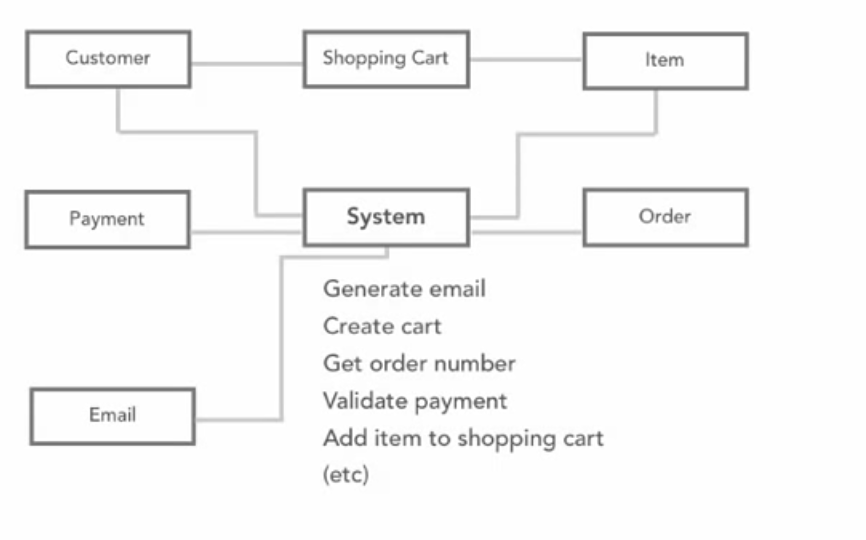 Customer
Shopping Cart
Item
Payment
System
Order
Generate email
Create cart
Get order number
Validate payment
Add item to shopping cart
(etc)
Email